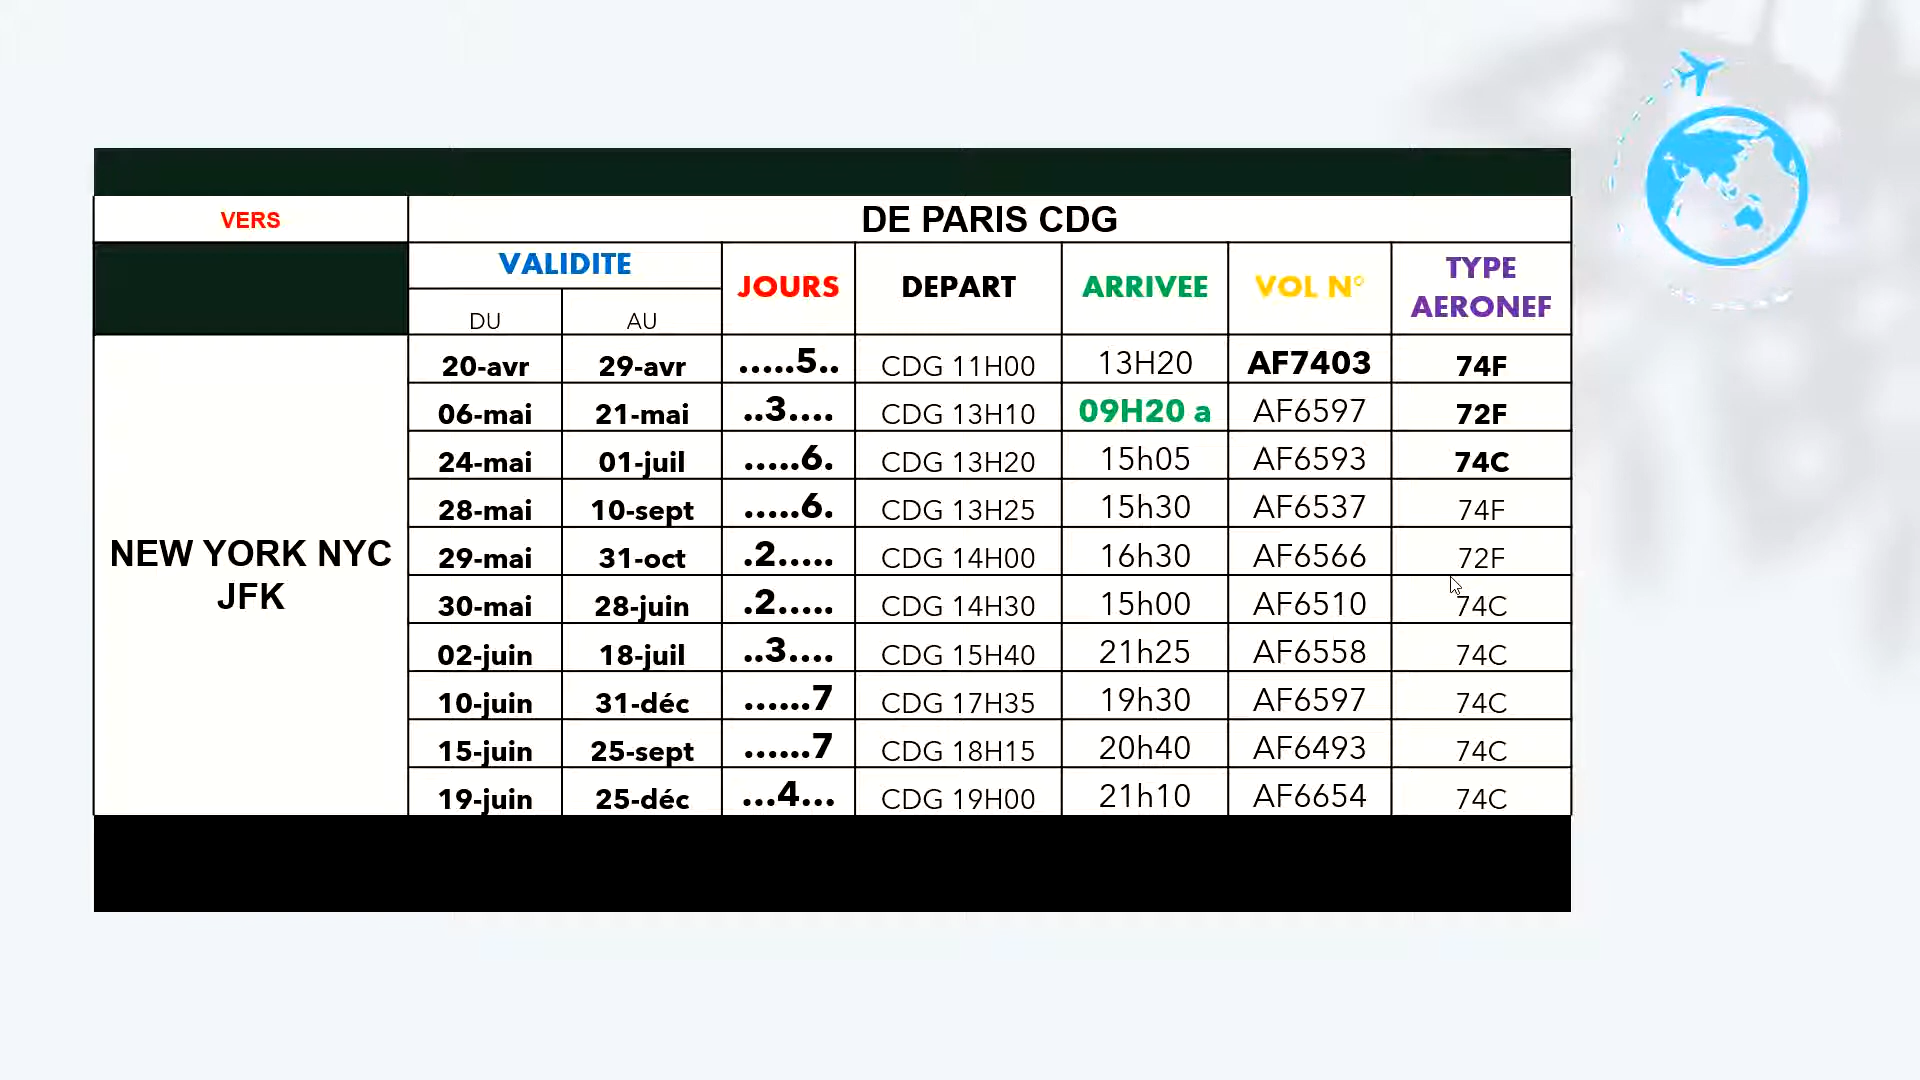 VERS DE PARIS CDG
VALIDITE JOURS DEPART ARRIVEE VOL N° TYPE AERONEF
DU AU
20-avr 29-avr .....5.. CDG 11H00 13H20 AF7403 74F
06-mai 21-mai ..3.... CDG 13H10 09H20 a AF6597 72F
24-mai 01-juil .....6. CDG 13H20 15h05 AF6593 74C
28-mai 10-sept .....6. CDG 13H25 15h30 AF6537 74F
NEW YORK NYC
JFK
29-mai 31-oct .2..... CDG 14H00 16h30 AF6566 72F
30-mai 28-juin .2..... CDG 14H30 15h00 AF6510 74C
02-juin 18-juil ..3.... CDG 15H40 21h25 AF6558 74C
10-juin 31-déc ......7 CDG 17H35 19h30 AF6597 74C
15-juin 25-sept ......7 CDG 18H15 20h40 AF6493 74C
19-juin 25-déc ...4... CDG 19H00 21h10 AF6654 74C